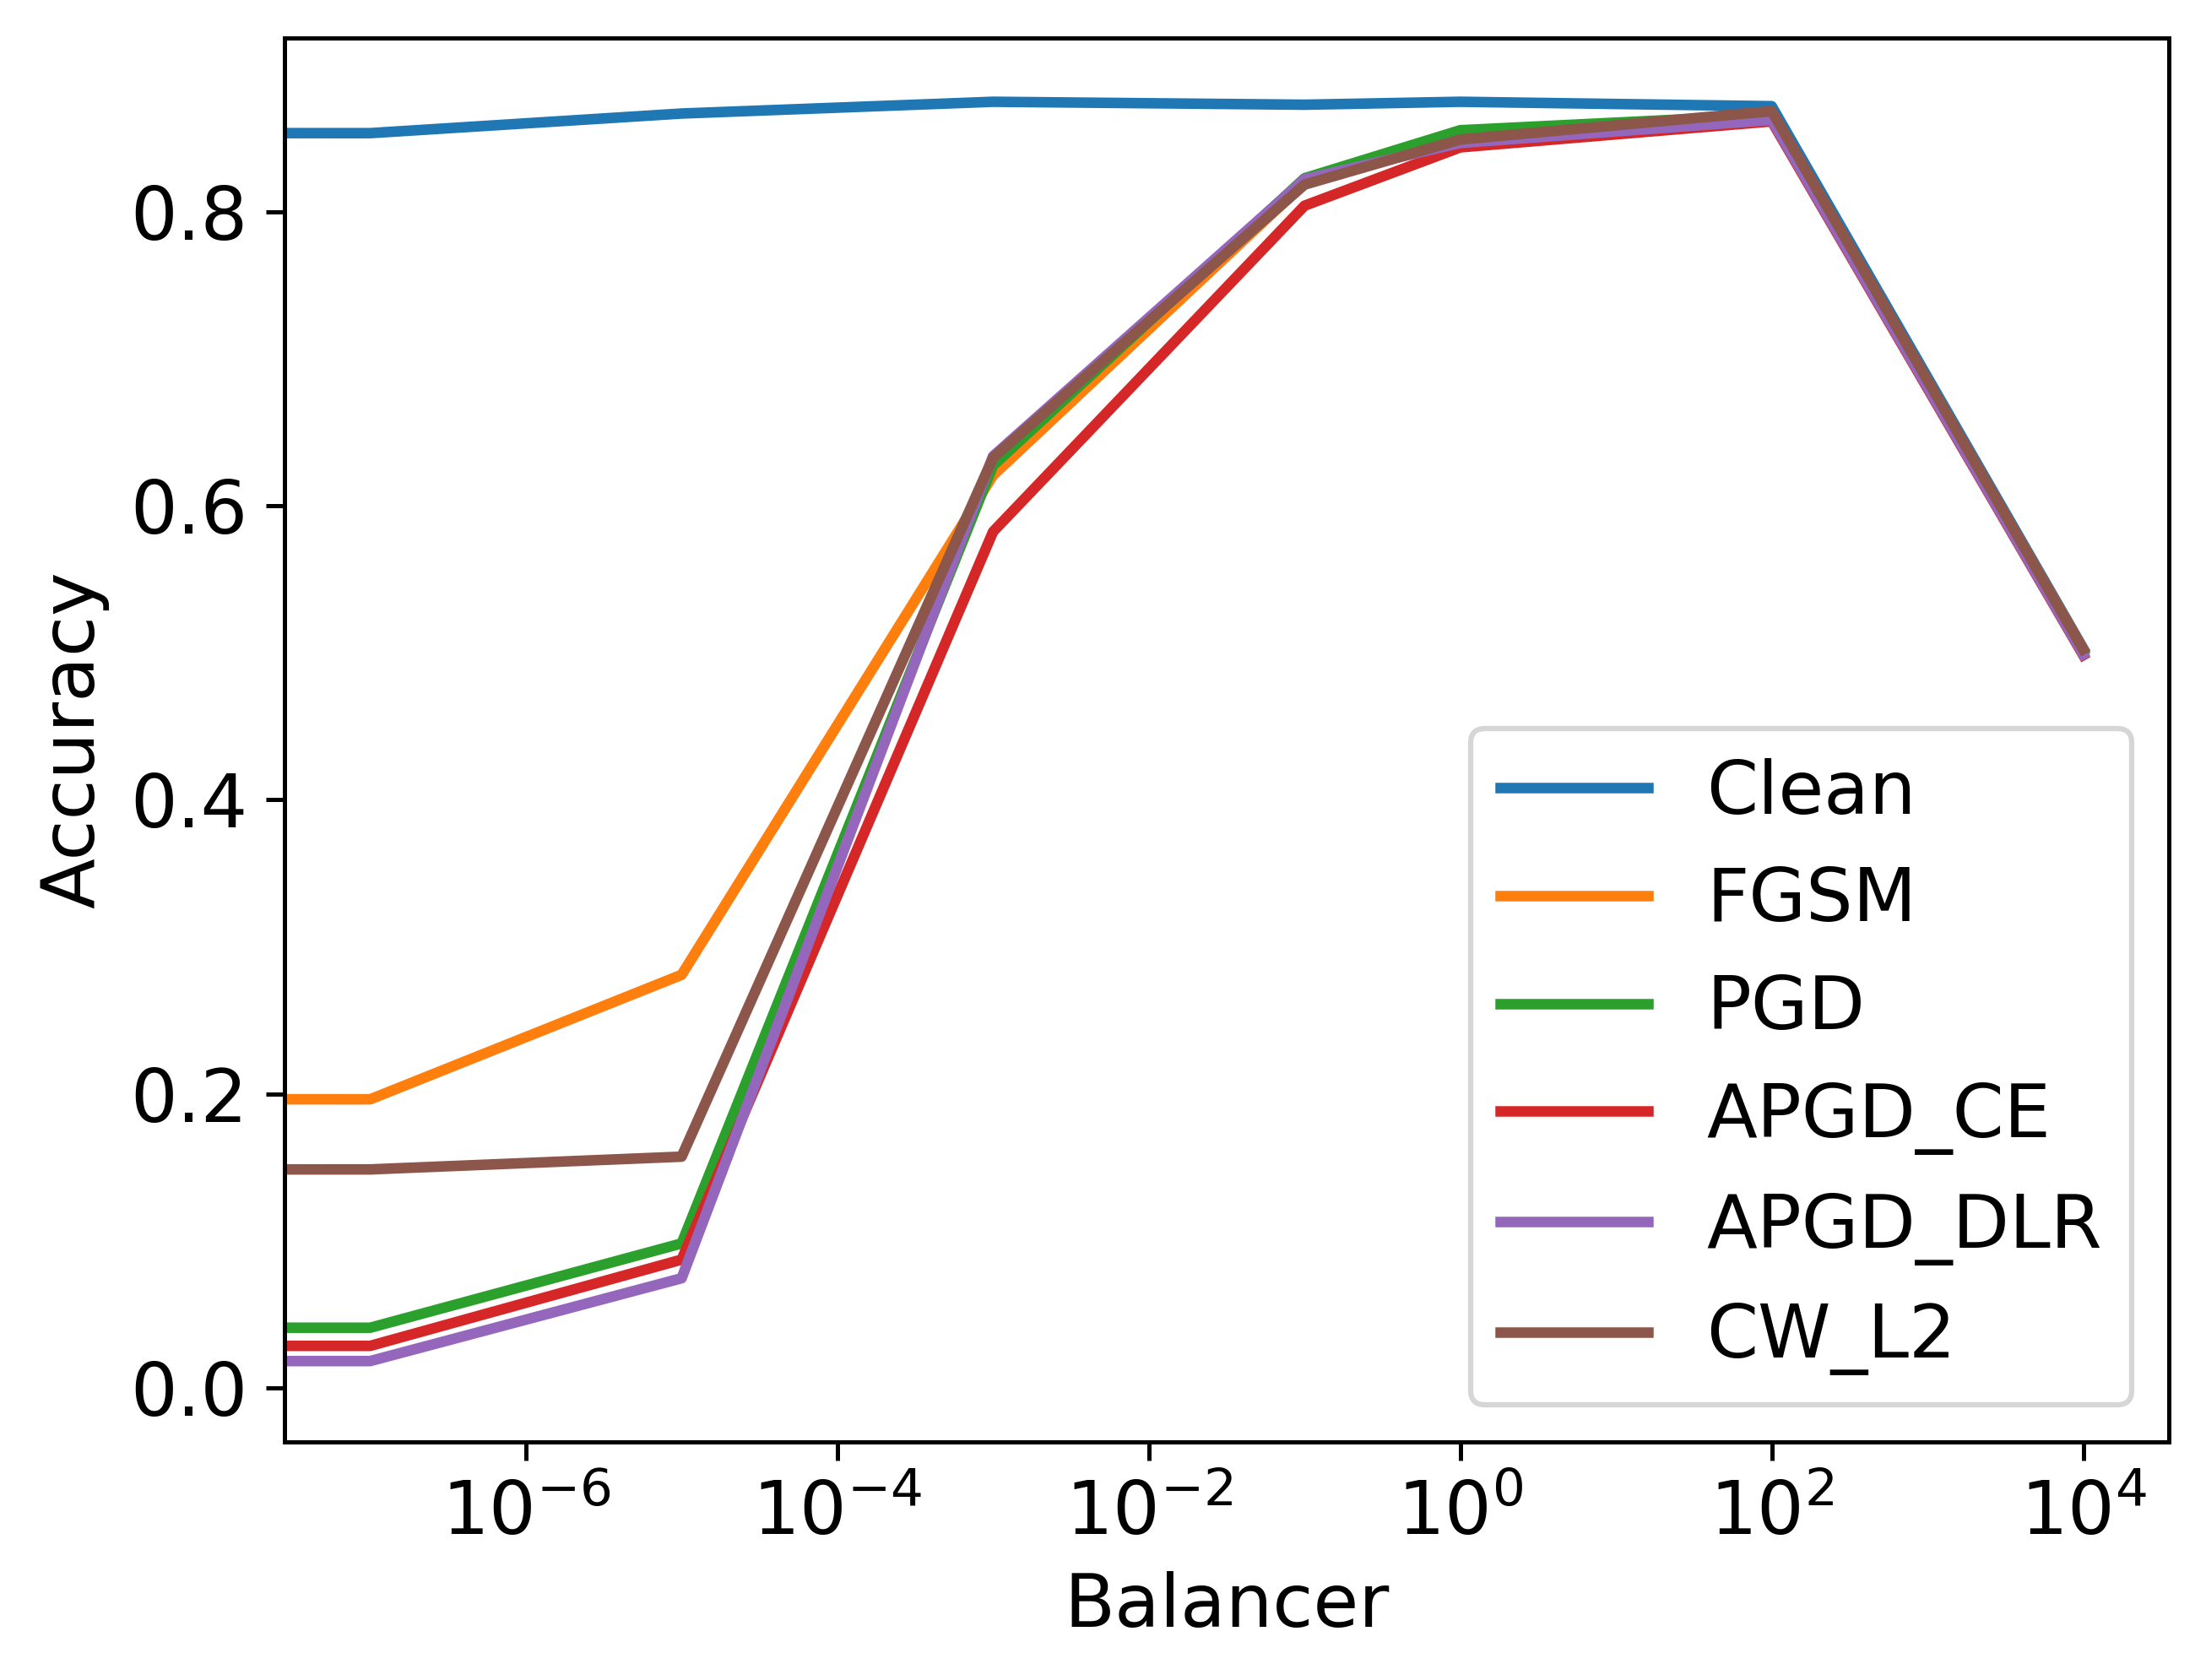 0.8
0.6
0.4
0.2
0.0
Accuracy
Clean
FGSM
PGD
APGD_CE
APGD_DLR
CW_L2
10⁻⁶ 10⁻⁴ 10⁻² 10⁰ 10² 10⁴
Balancer